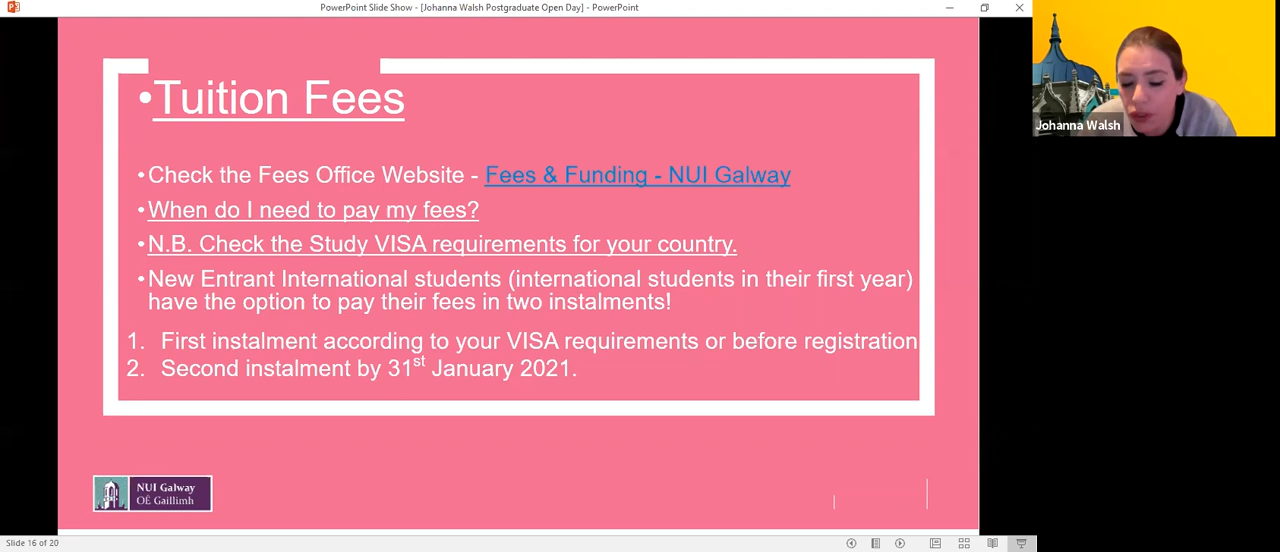 PowerPoint Slide Show - [Johanna Walsh Postgraduate Open Day] - PowerPoint
•Tuition Fees
•Check the Fees Office Website - Fees & Funding - NUI Galway
•When do I need to pay my fees?
•N.B. Check the Study VISA requirements for your country.
•New Entrant International students (international students in their first year)
have the option to pay their fees in two instalments!
1. First instalment according to your VISA requirements or before registration
2. Second instalment by 31st January 2021.
NUI Galway
OÉ Gaillimh
Slide 16 of 20
Johanna Walsh